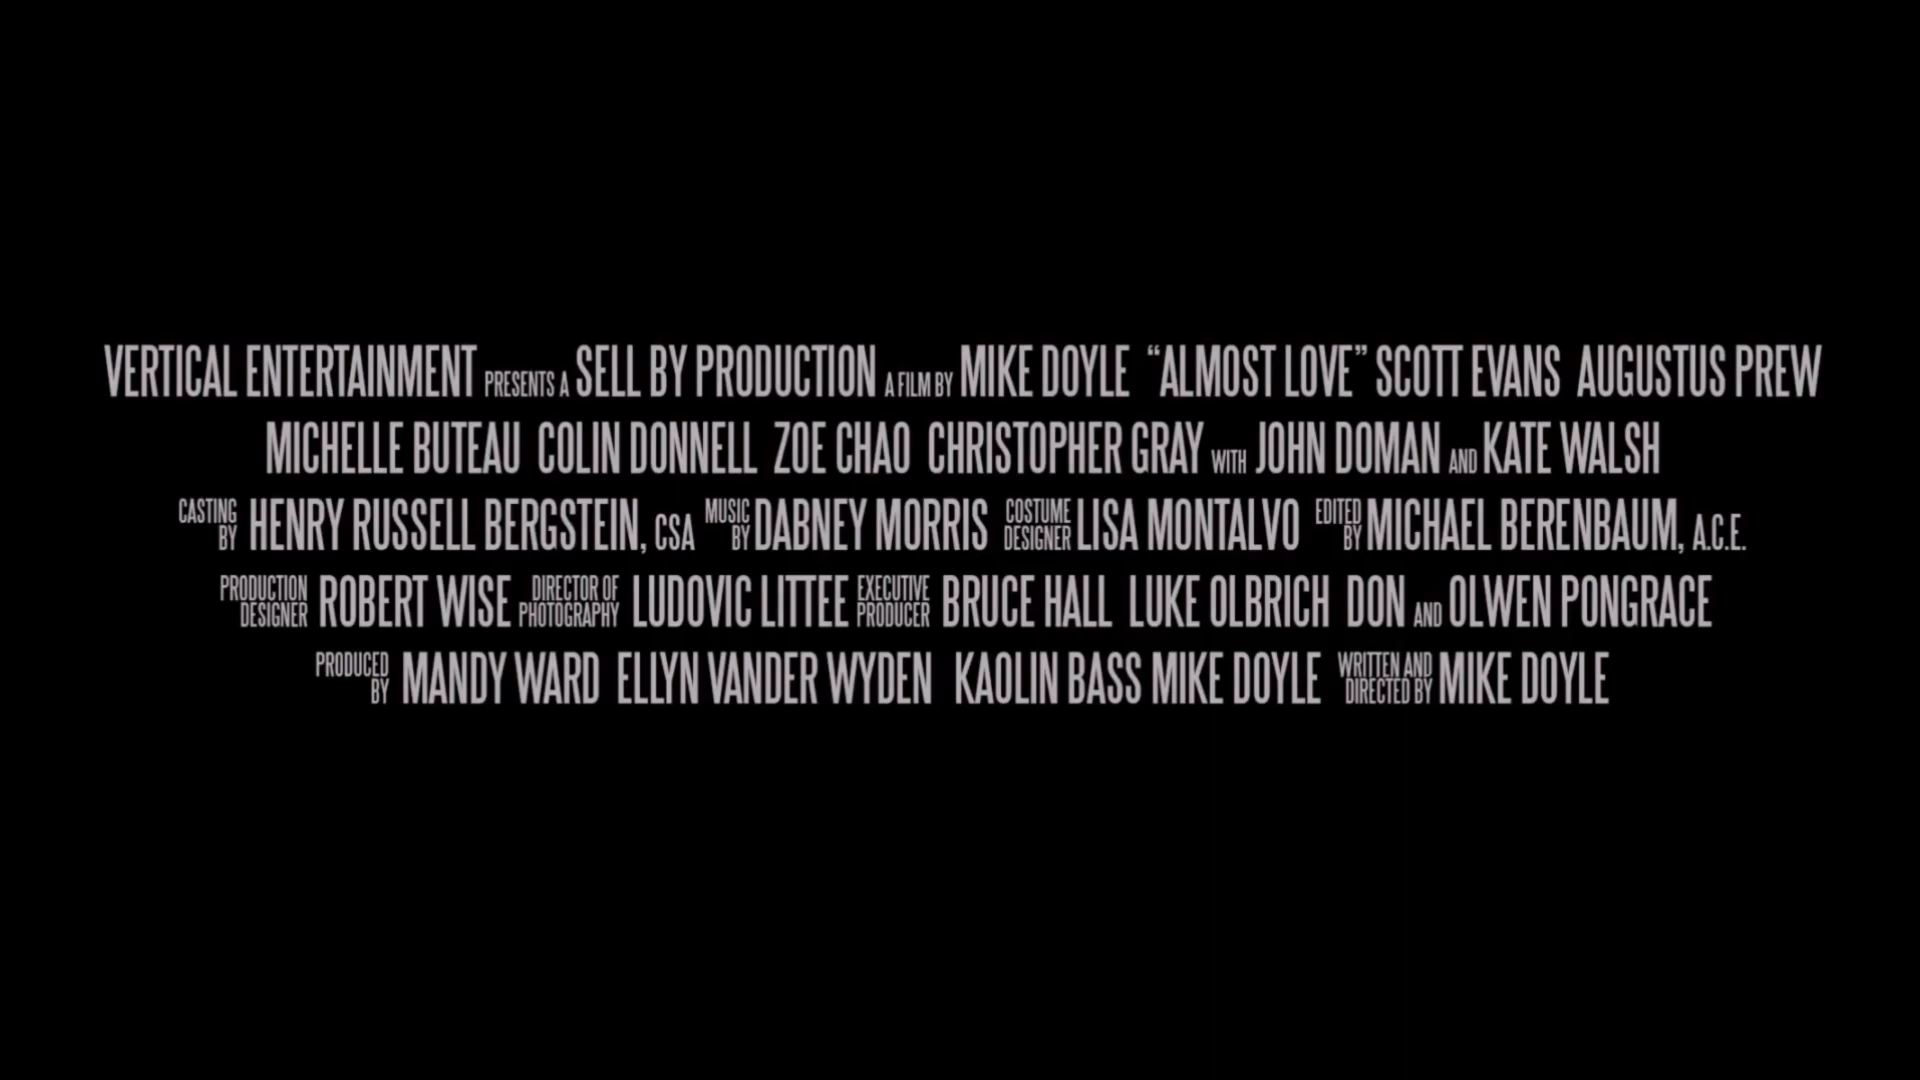 VERTICAL ENTERTAINMENT PRESENTS A SELL BY PRODUCTION A FILM BY MIKE DOYLE “ALMOST LOVE” SCOTT EVANS AUGUSTUS PREW
MICHELLE BUTEAU COLIN DONNELL ZOE CHAO CHRISTOPHER GRAY WITH JOHN DOMAN AND KATE WALSH
CASTING BY HENRY RUSSELL BERGSTEIN, CSA MUSIC BY DABNEY MORRIS COSTUME DESIGNER LISA MONTALVO EDITED BY MICHAEL BERENBAUM, A.C.E.
PRODUCTION DESIGNER ROBERT WISE DIRECTOR OF PHOTOGRAPHY LUDOVIC LITTEE EXECUTIVE PRODUCER BRUCE HALL LUKE OLBRICH DON AND OLWEN PONGRACE
PRODUCED BY MANDY WARD ELLYN VANDER WYDEN KAOLIN BASS MIKE DOYLE WRITTEN AND DIRECTED BY MIKE DOYLE